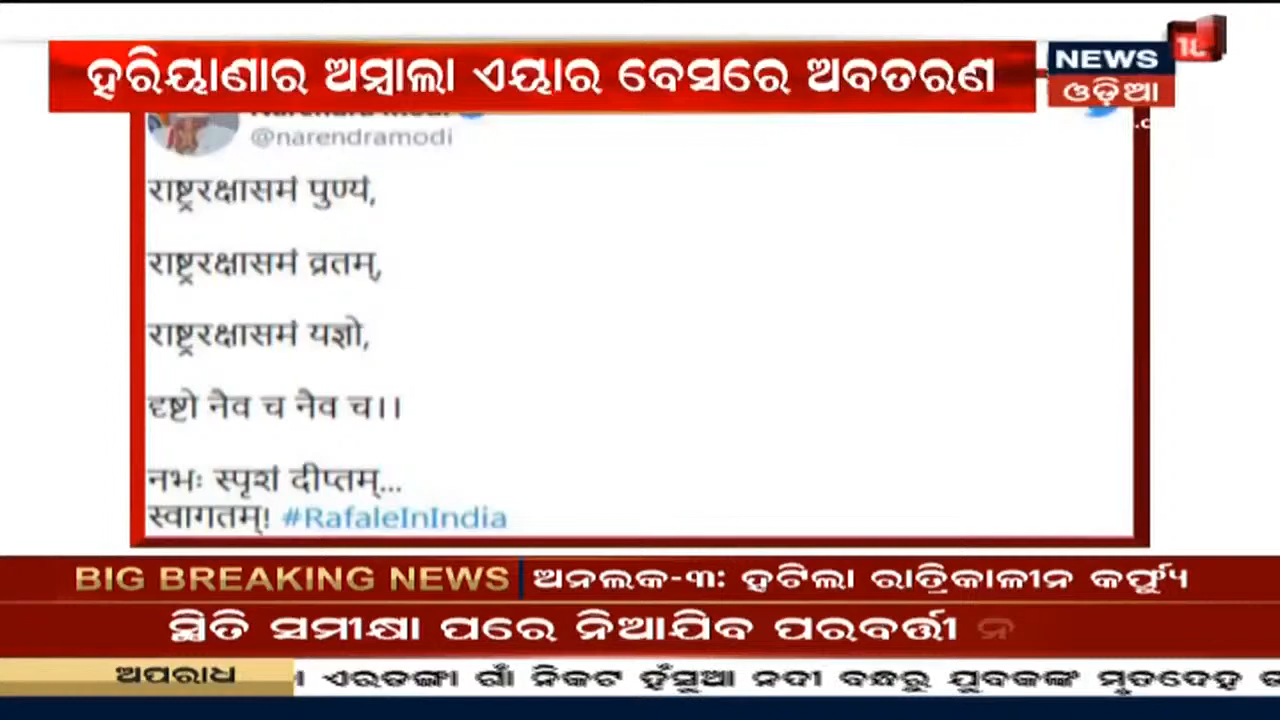 ହରିୟାଣାର ଅମ୍ବାଲା ଏୟାର ବେସରେ ଅବତରଣ
NEWS 18
ଓଡ଼ିଆ
@narendramodi
राष्ट्ररक्षासमं पुण्यं,
राष्ट्ररक्षासमं व्रतम्,
राष्ट्ररक्षासमं यज्ञो,
दृष्टो नैव च नैव च।।
नभः स्पृशं दीप्तम्...
स्वागतम्! #RafaleInIndia
BIG BREAKING NEWS ଅନଲକ-୩: ହଟିଲା ରାତ୍ରିକାଳୀନ କର୍ଫ୍ୟୁ
ସ୍ଥିତି ସମୀକ୍ଷା ପରେ ନିଆଯିବ ପରବର୍ତ୍ତୀ ନ
ଅପରାଧ ଏରଡଙ୍ଗା ଗାଁ ନିକଟ ହଁସୁଆ ନଦୀ ବନ୍ଧରୁ ଯୁବକଙ୍କ ମୃତଦେହ